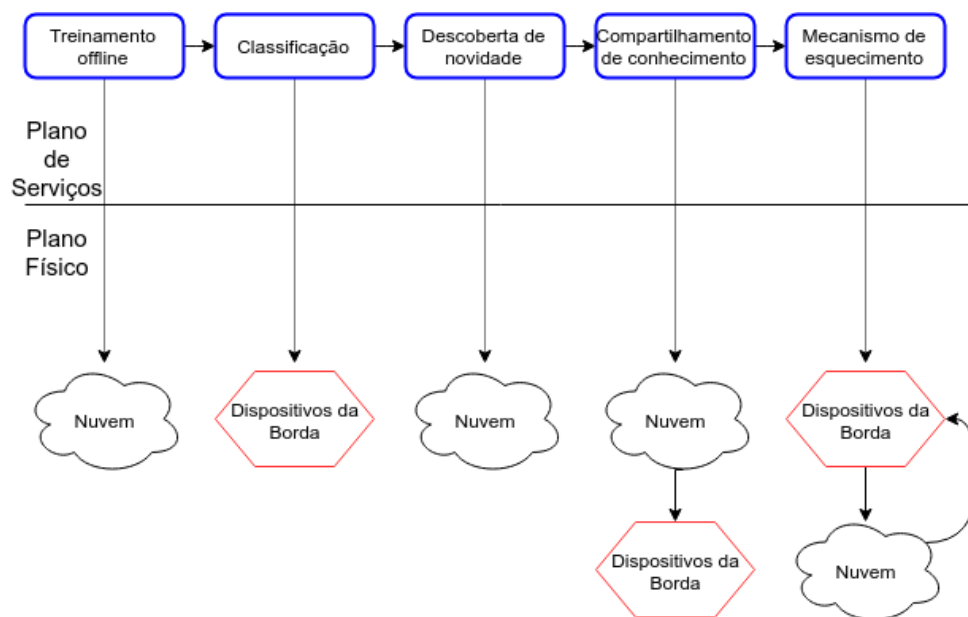 Treinamento
offline
Classificação
Descoberta de
novidade
Compartilhamento
de conhecimento
Mecanismo de
esquecimento
Plano
de
Serviços
Plano
Físico
Nuvem
Dispositivos da
Borda
Nuvem
Nuvem
Dispositivos da
Borda
Dispositivos da
Borda
Nuvem